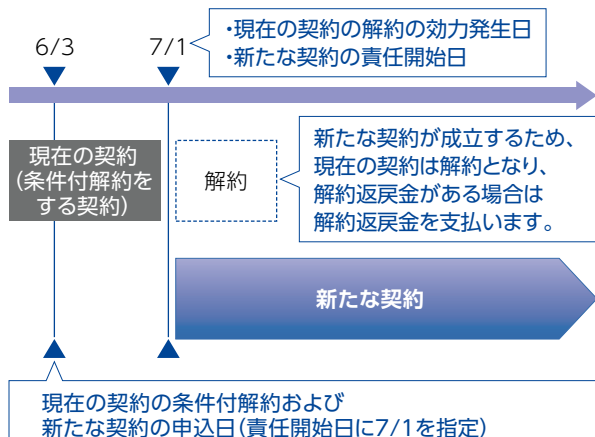 6/3
7/1
・現在の契約の解約の効力発生日
・新たな契約の責任開始日
現在の契約
(条件付解約を
する契約)
解約
新たな契約が成立するため、
現在の契約は解約となり、
解約返戻金がある場合は
解約返戻金を支払います。
新たな契約
現在の契約の条件付解約および
新たな契約の申込日(責任開始日に7/1を指定)